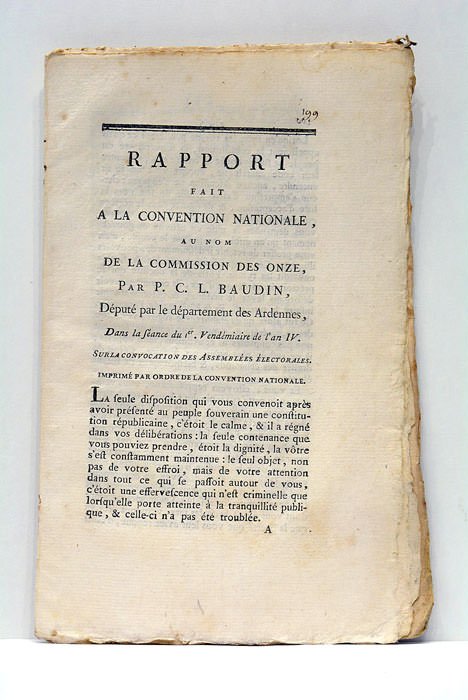 199
RAPPORT
FAIT
A LA CONVENTION NATIONALE,
AU NOM
DE LA COMMISSION DES ONZE,
PAR P. C. L. BAUDIN,
Député par le département des Ardennes,
Dans la ſéance du 1er. Vendémiaire de l'an IV.
SUR LA CONVOCATION DES ASSEMBLÉES ÉLECTORALES.
IMPRIMÉ PAR ORDRE DE LA CONVENTION NATIONALE.
LA ſeule diſpoſition qui vous convenoit après
avoir préſenté au peuple ſouverain une conſtitu-
tion républicaine, c'étoit le calme, & il a régné
dans vos délibérations : la ſeule contenance que
vous pouviez prendre, étoit la dignité, la vôtre
s'eſt conſtamment maintenue : le ſeul objet, non
pas de votre effroi, mais de votre attention
dans tout ce qui ſe paſſoit autour de vous,
c'étoit une efferveſcence qui n'eſt criminelle que
lorſqu'elle porte atteinte à la tranquillité publi-
que, & celle-ci n'a pas été troublée.
A